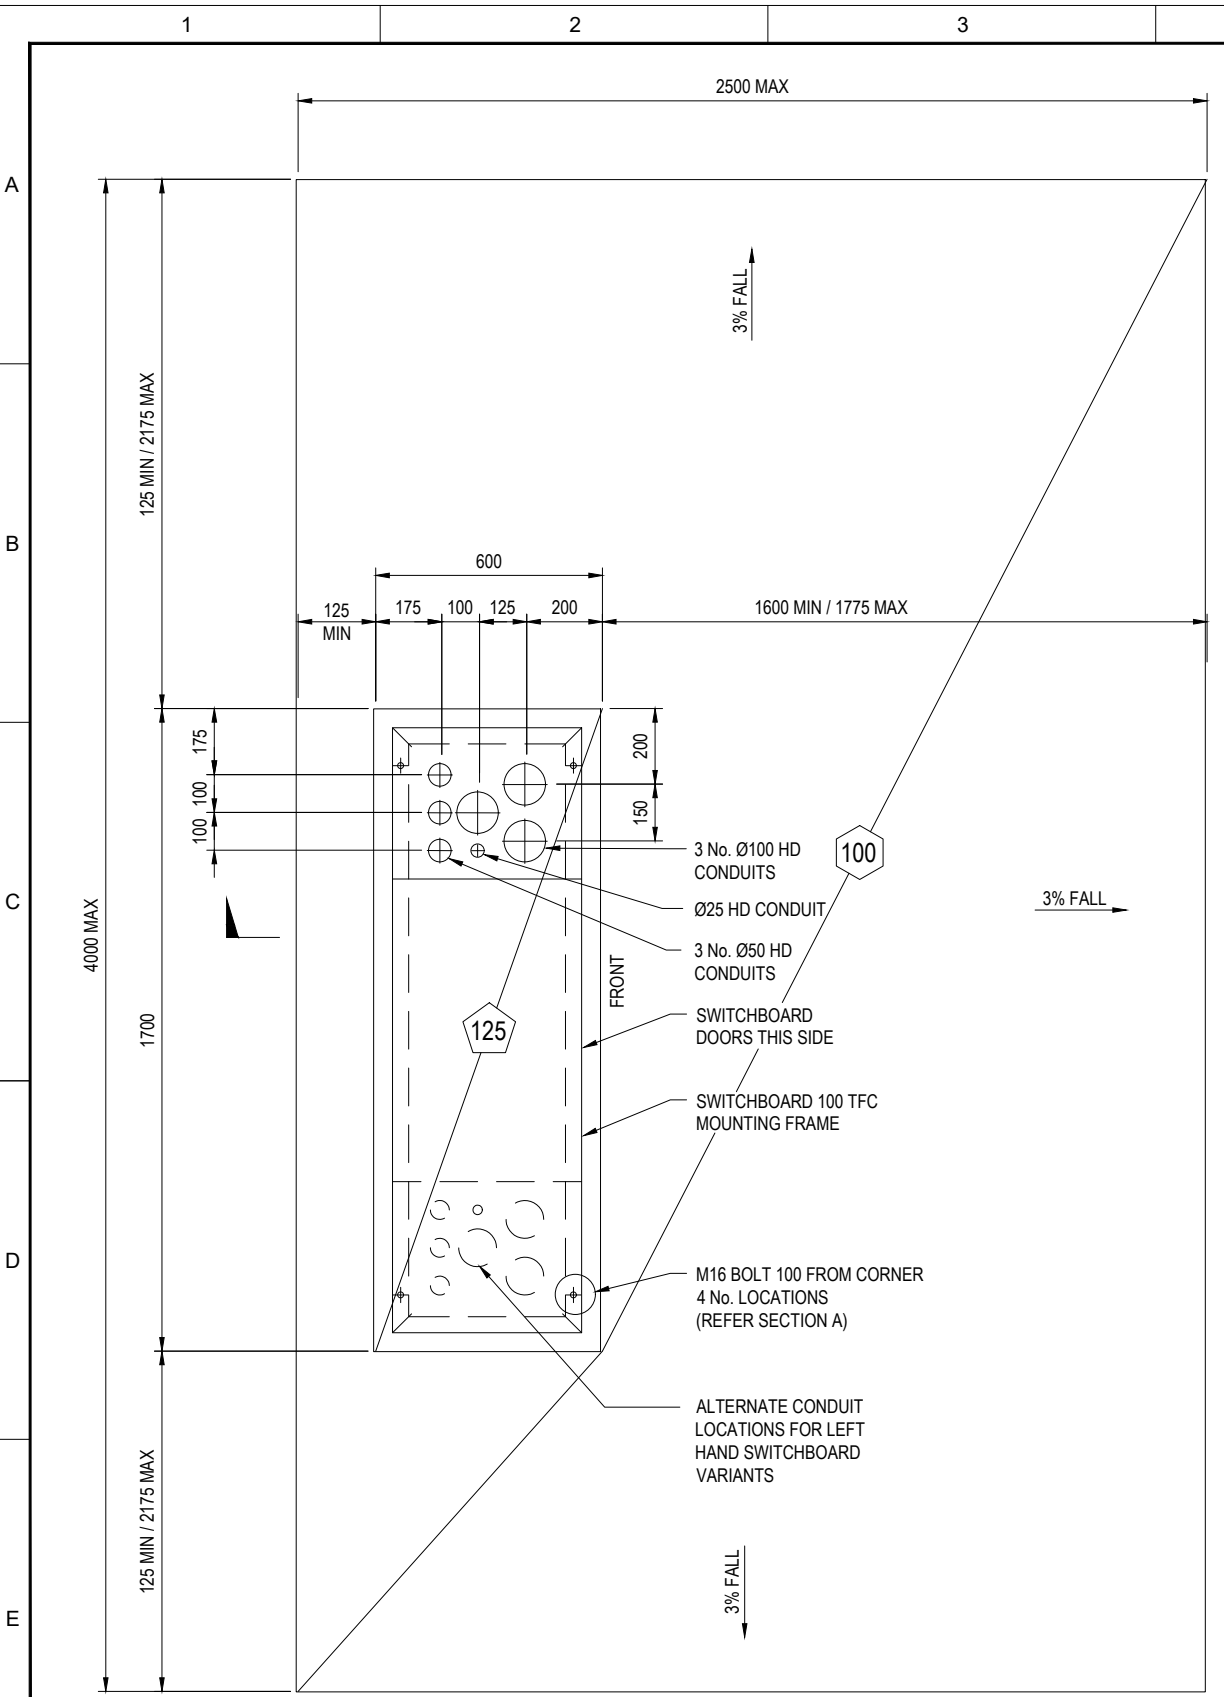 1
2
3
A
B
C
D
E
2500 MAX
3% FALL
125 MIN / 2175 MAX
600
125
MIN
175
100
125
200
1600 MIN / 1775 MAX
175
100
100
200
150
4000 MAX
1700
3 No. Ø100 HD
CONDUITS
Ø25 HD CONDUIT
3 No. Ø50 HD
CONDUITS
100
3% FALL
FRONT
125
SWITCHBOARD
DOORS THIS SIDE
SWITCHBOARD 100 TFC
MOUNTING FRAME
M16 BOLT 100 FROM CORNER
4 No. LOCATIONS
(REFER SECTION A)
ALTERNATE CONDUIT
LOCATIONS FOR LEFT
HAND SWITCHBOARD
VARIANTS
125 MIN / 2175 MAX
3% FALL